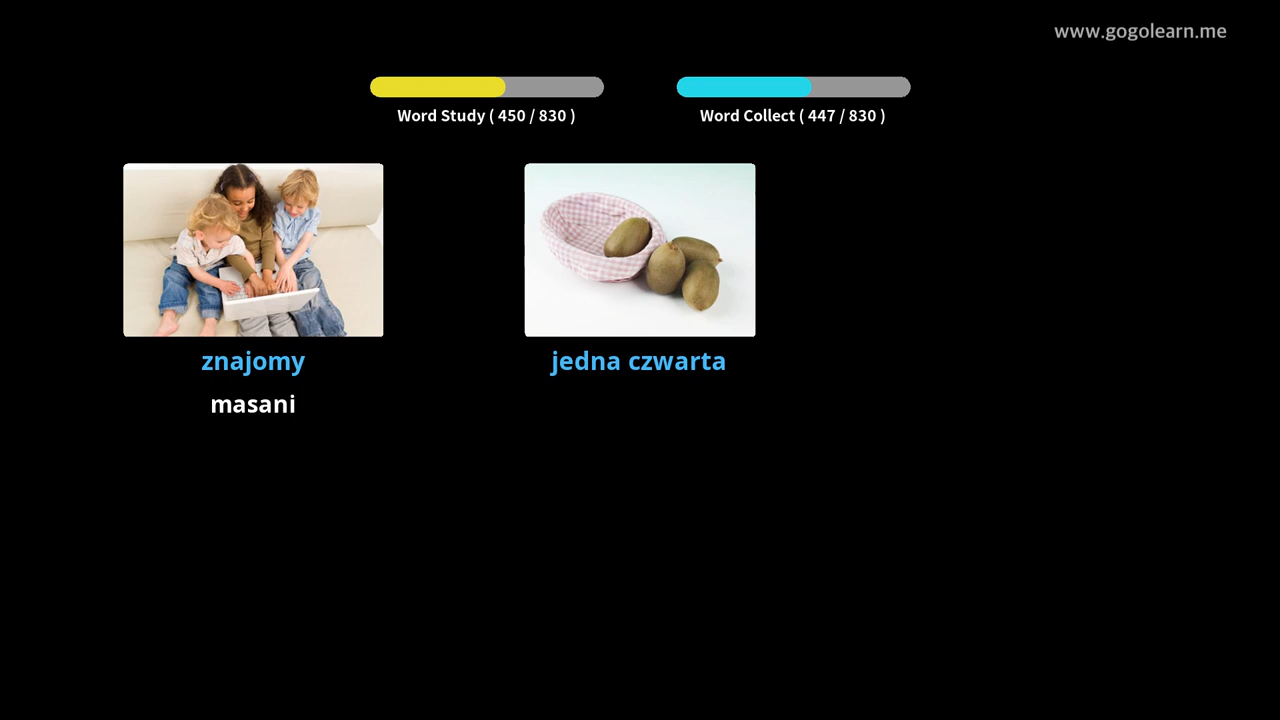 www.gogolearn.me
Word Study ( 450 / 830 )
Word Collect ( 447 / 830 )
znajomy
jedna czwarta
masani